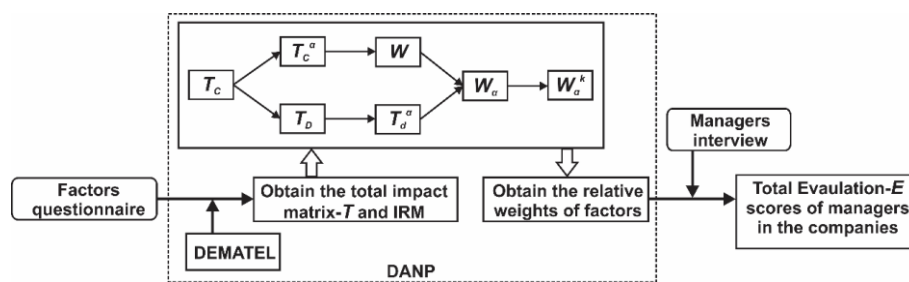 T_C^α
W
T_C
W_α
W_α^k
T_D
T_d^α
Managers
interview
Factors
questionnaire
Obtain the total impact
matrix-T and IRM
Obtain the relative
weights of factors
Total Evaulation-E
scores of managers
in the companies
DEMATEL
DANP